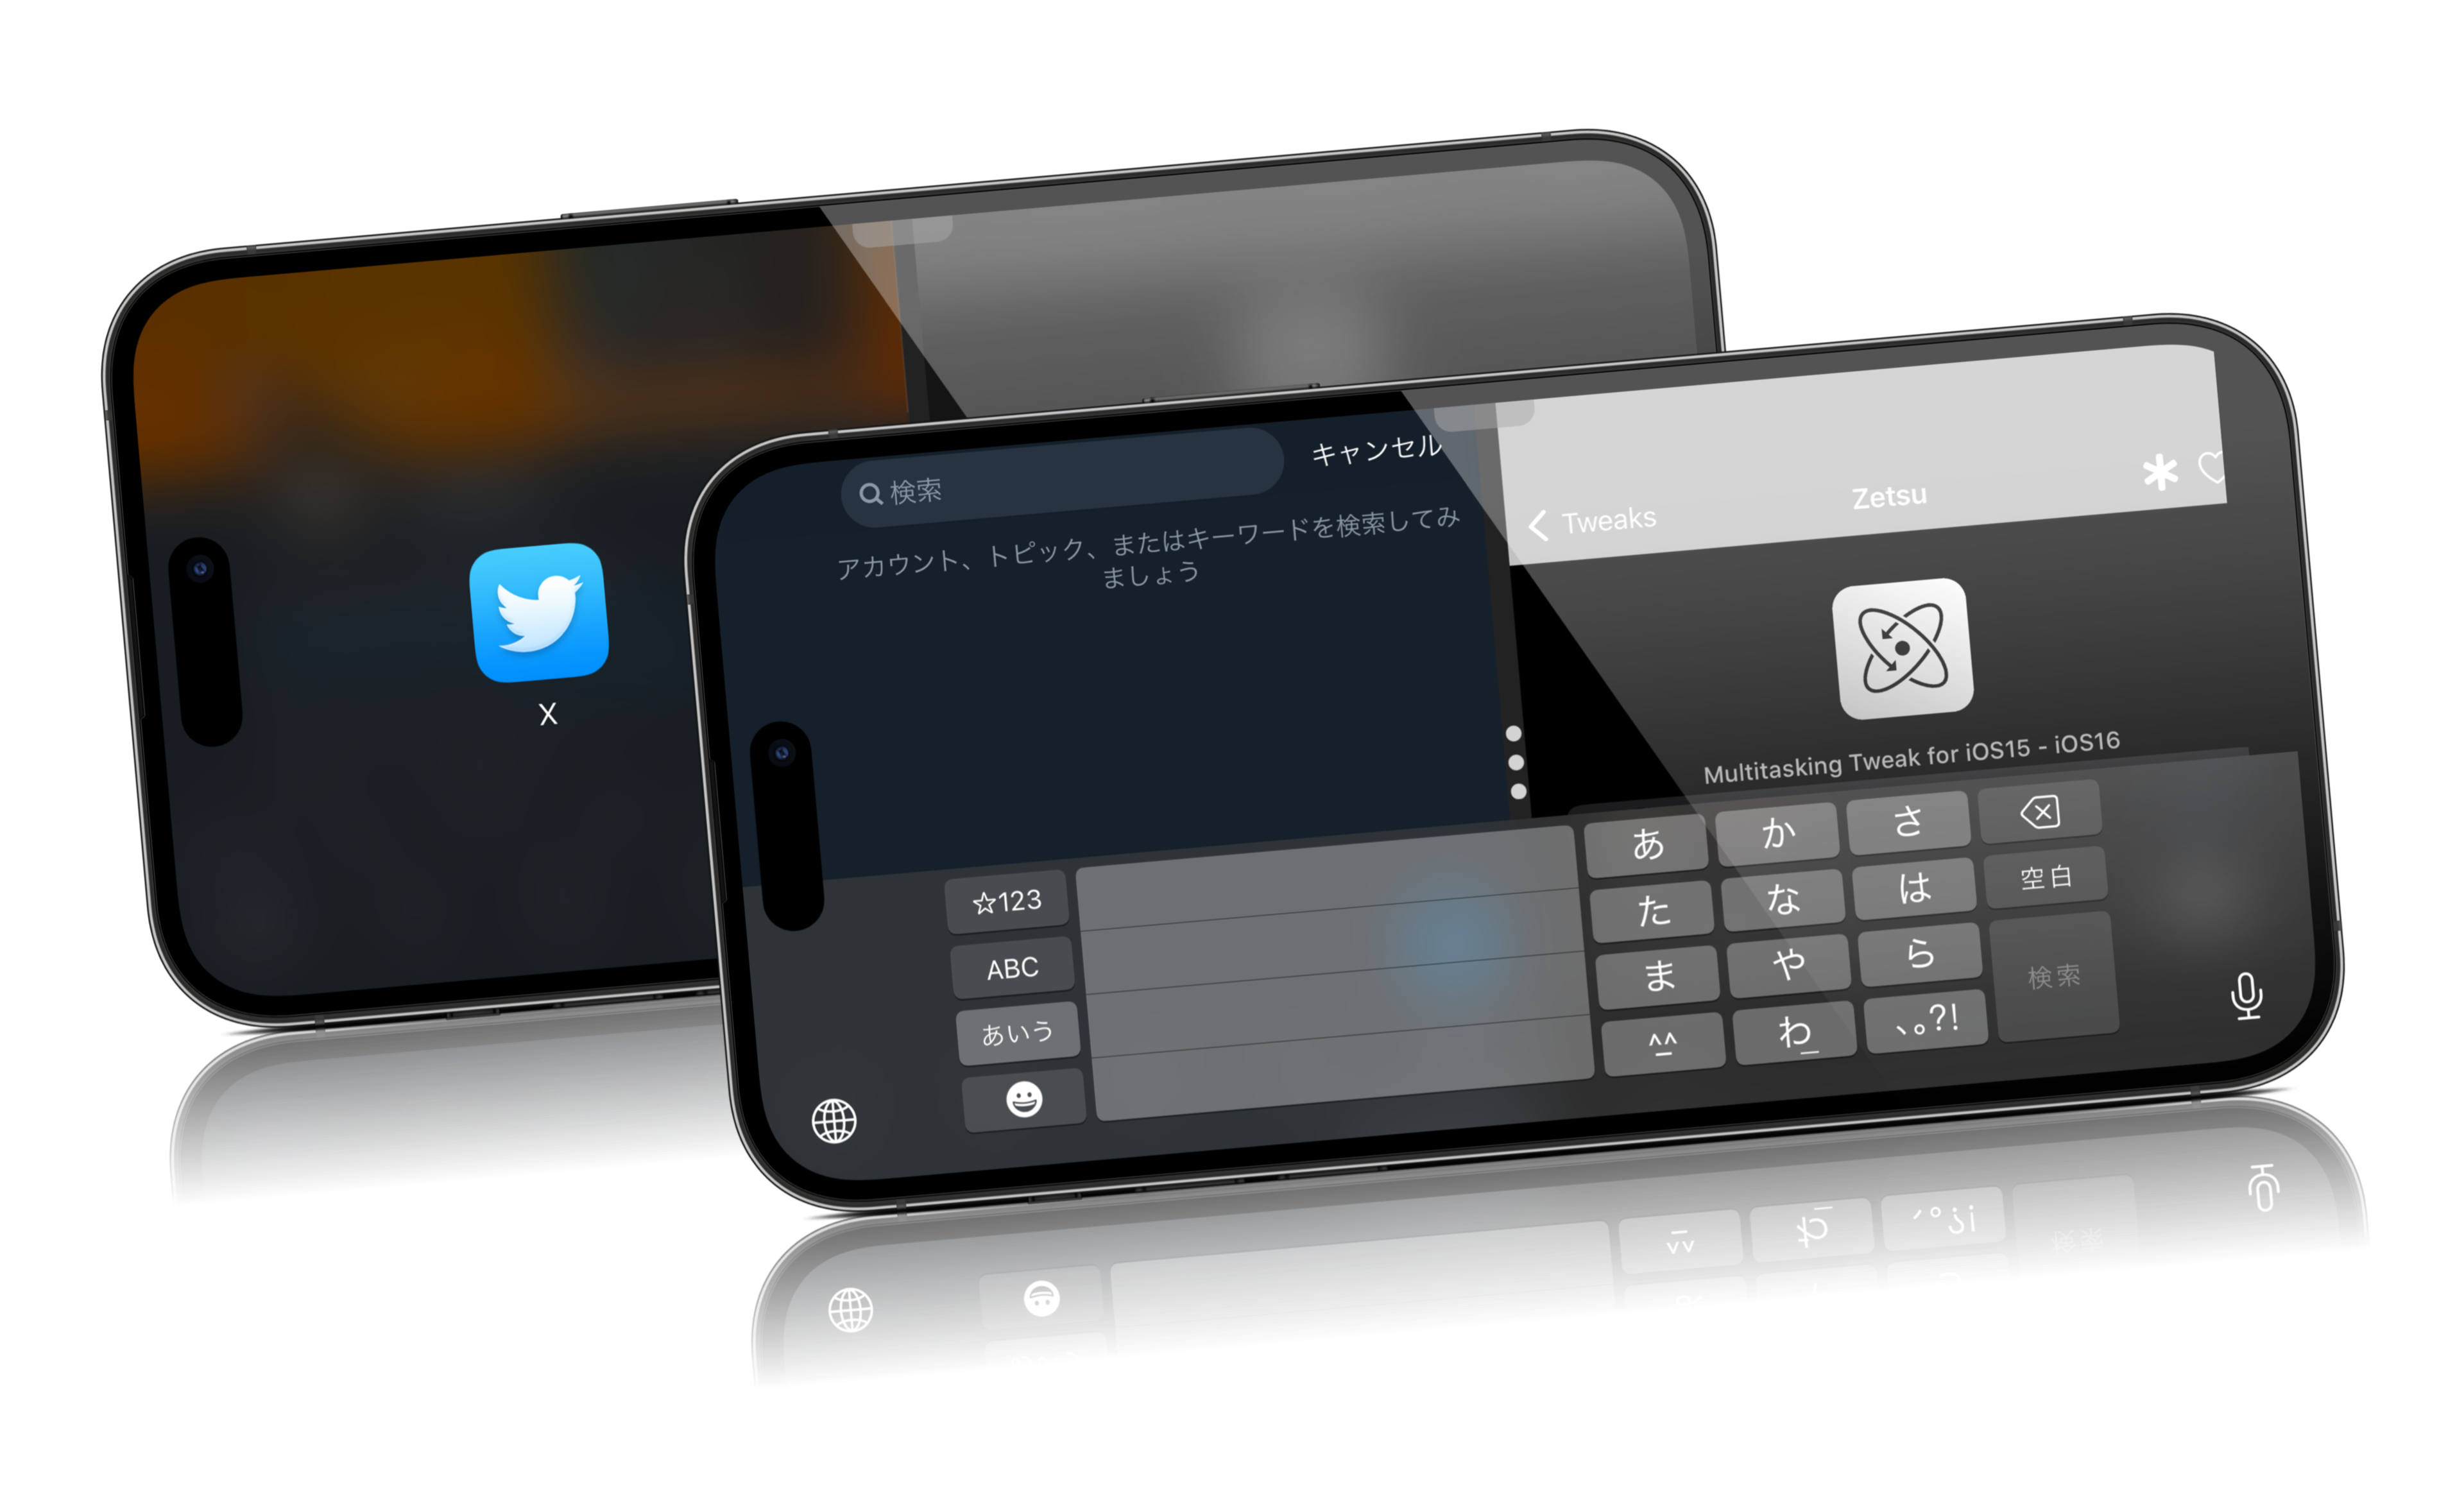 X
検索
キャンセル
アカウント、トピック、またはキーワードを検索してみ
ましょう
Tweaks
Zetsu
Multitasking Tweak for iOS15 - iOS16
☆123
あ
か
さ
ABC
た
な
は
空白
あいう
ま
や
ら
検索
^^
わ
、。?!